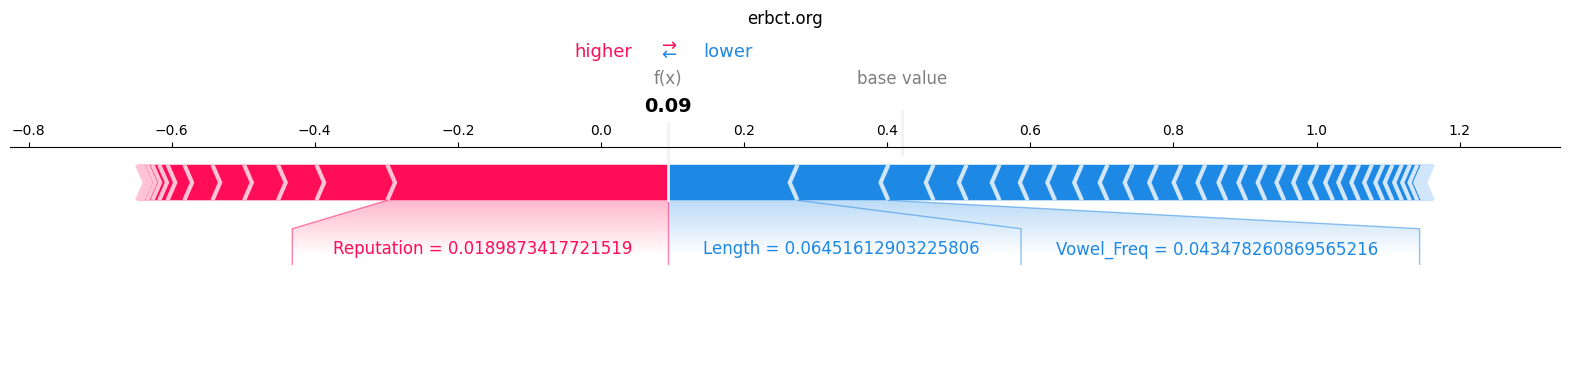 erbct.org
higher ⇄ lower
f(x) base value
0.09
−0.8 −0.6 −0.4 −0.2 0.0 0.2 0.4 0.6 0.8 1.0 1.2
Reputation = 0.0189873417721519 Length = 0.06451612903225806 Vowel_Freq = 0.043478260869565216